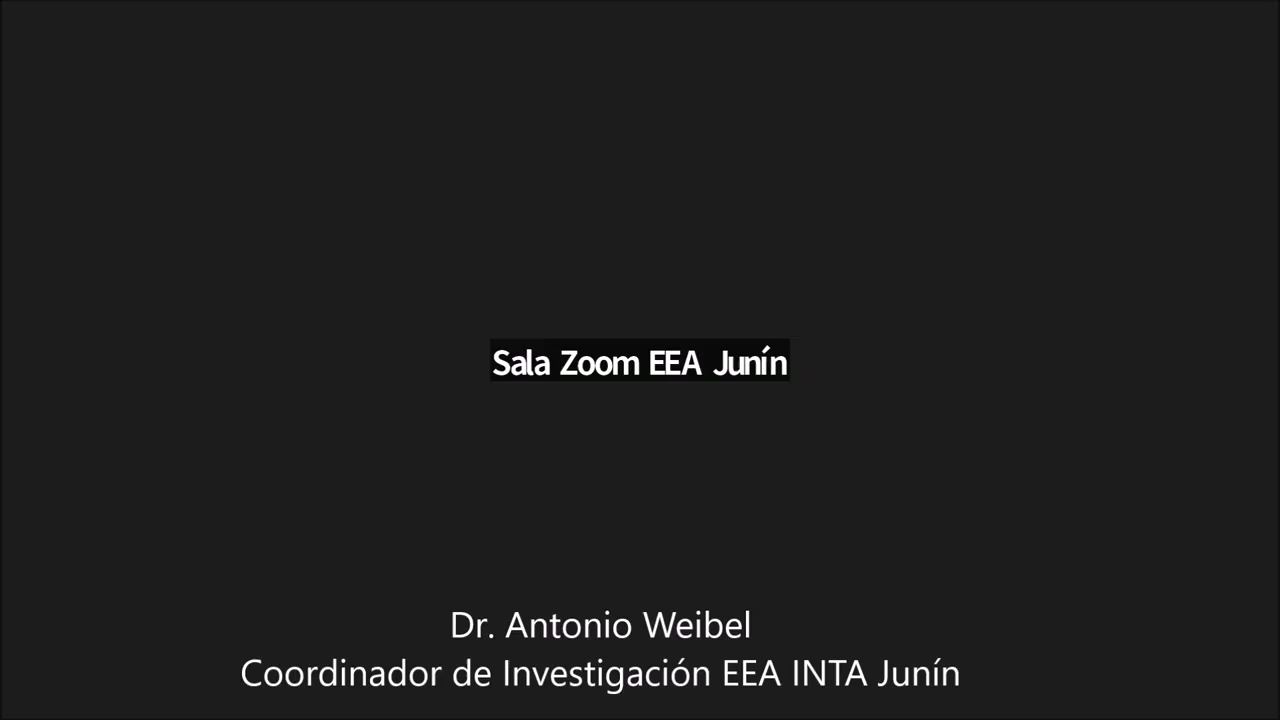 Sala Zoom EEA Junín
Dr. Antonio Weibel
Coordinador de Investigación EEA INTA Junín